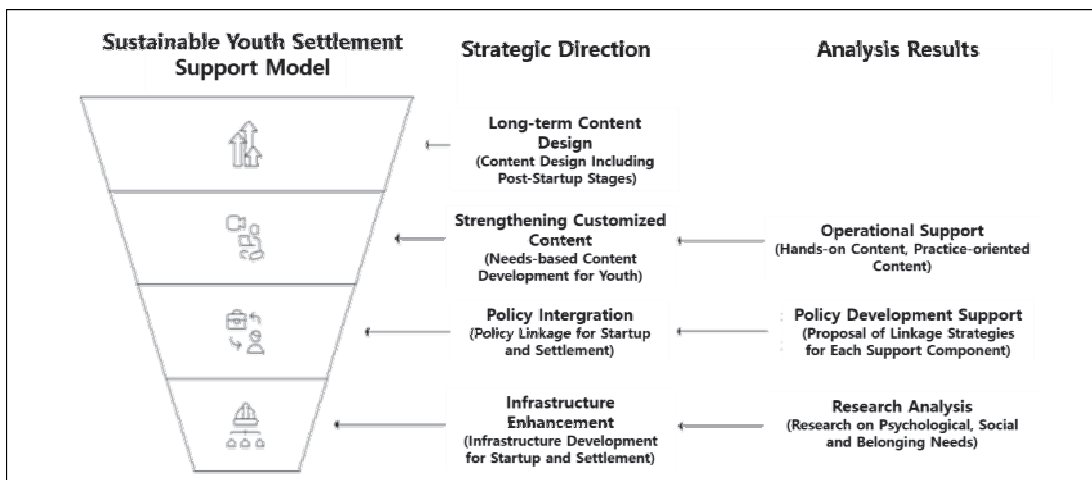 Sustainable Youth Settlement
Support Model
Strategic Direction
Analysis Results
Long-term Content
Design
(Content Design Including
Post-Startup Stages)
Strengthening Customized
Content
(Needs-based Content
Development for Youth)
Operational Support
(Hands-on Content, Practice-oriented
Content)
Policy Intergration
(Policy Linkage for Startup
and Settlement)
Policy Development Support
(Proposal of Linkage Strategies
for Each Support Component)
Infrastructure
Enhancement
(Infrastructure Development
for Startup and Settlement)
Research Analysis
(Research on Psychological, Social
and Belonging Needs)